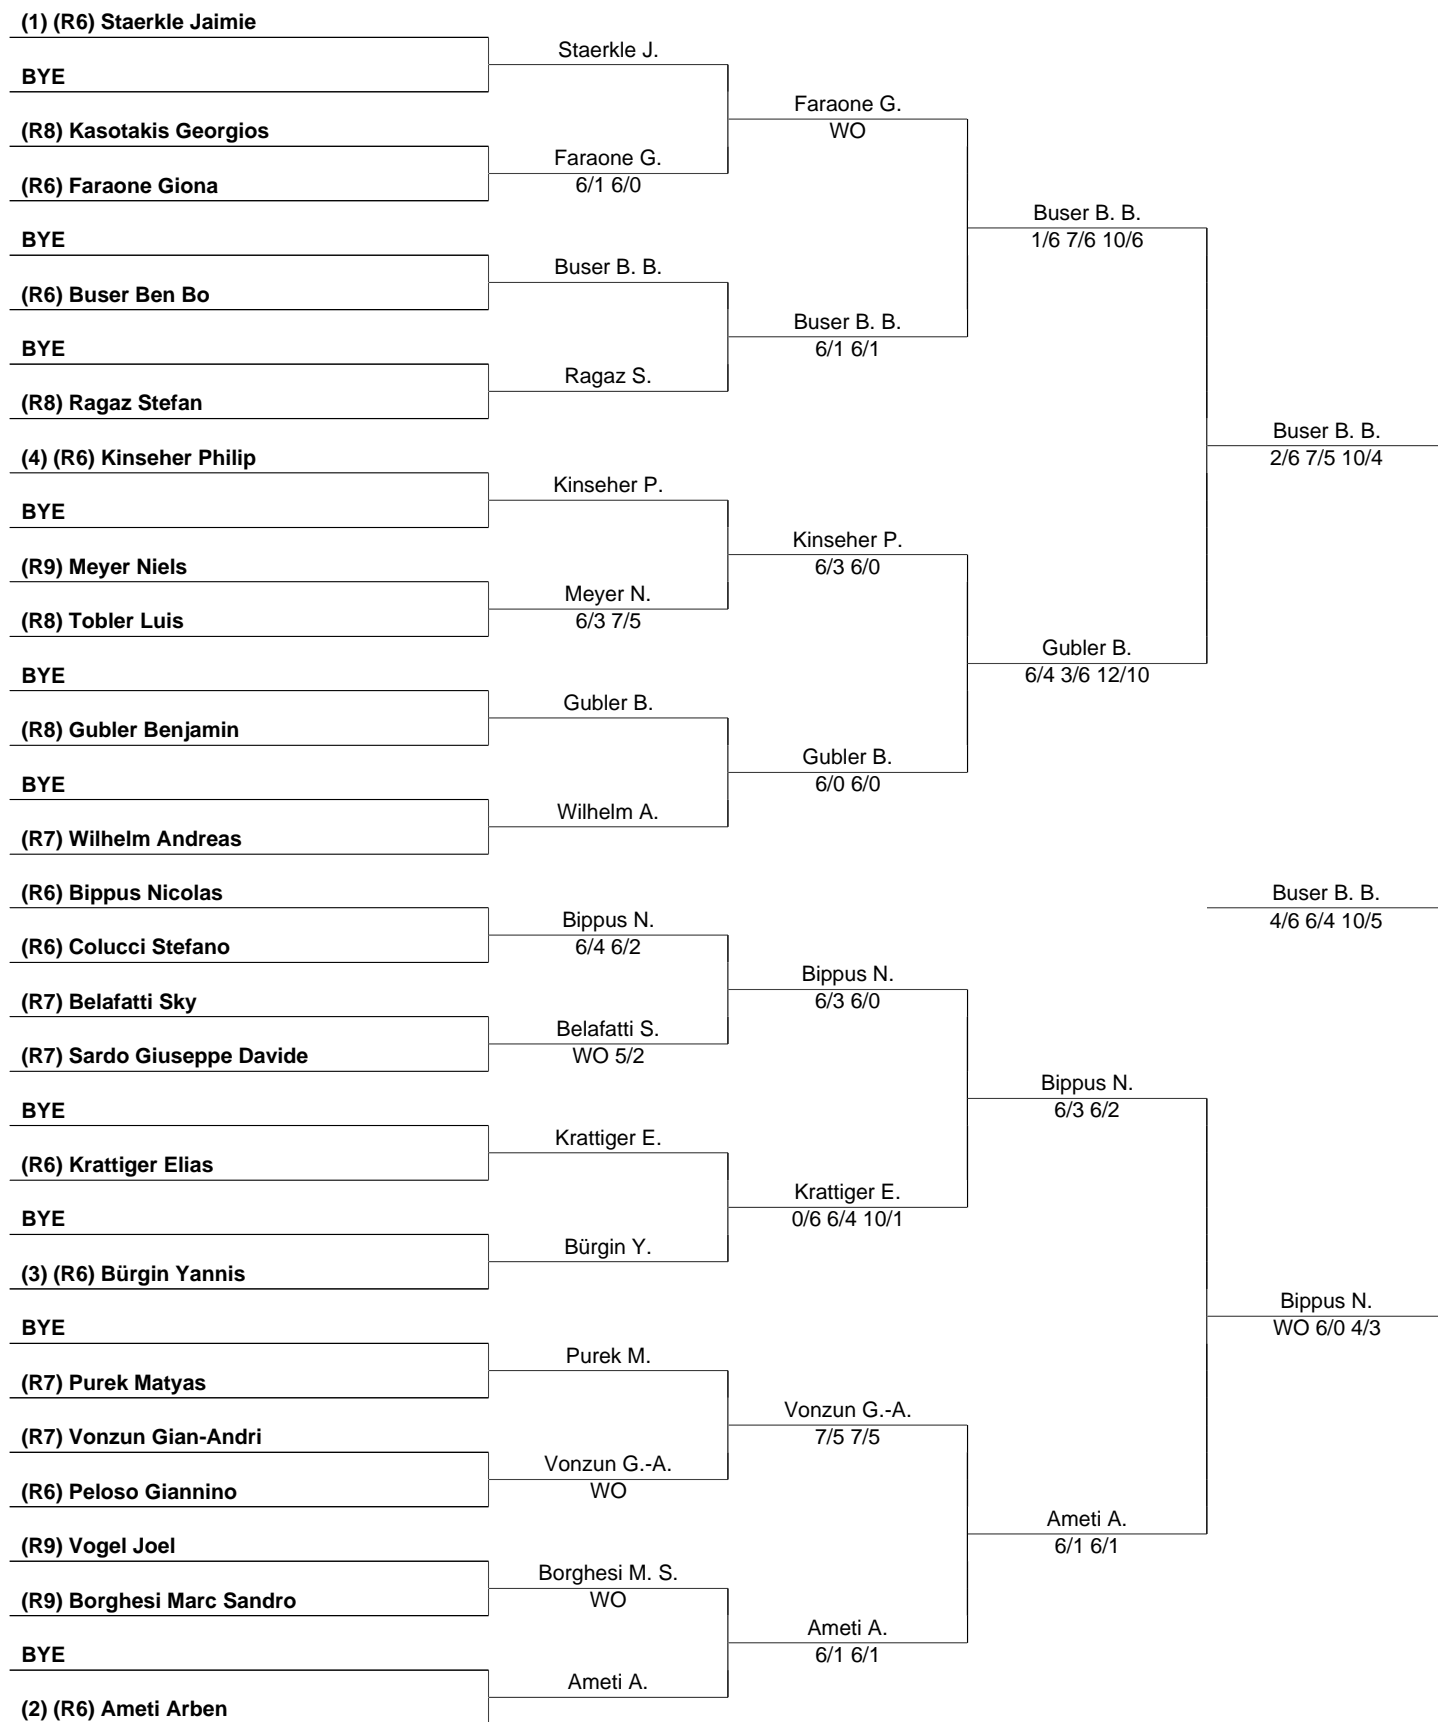 (1) (R6) Staerkle Jaimie
BYE
(R8) Kasotakis Georgios
(R6) Faraone Giona
BYE
(R6) Buser Ben Bo
BYE
(R8) Ragaz Stefan
(4) (R6) Kinseher Philip
BYE
(R9) Meyer Niels
(R8) Tobler Luis
BYE
(R8) Gubler Benjamin
BYE
(R7) Wilhelm Andreas
(R6) Bippus Nicolas
(R6) Colucci Stefano
(R7) Belafatti Sky
(R7) Sardo Giuseppe Davide
BYE
(R6) Krattiger Elias
BYE
(3) (R6) Bürgin Yannis
BYE
(R7) Purek Matyas
(R7) Vonzun Gian-Andri
(R6) Peloso Giannino
(R9) Vogel Joel
(R9) Borghesi Marc Sandro
BYE
(2) (R6) Ameti Arben
Staerkle J.
Faraone G.
6/1 6/0
Buser B. B.
Ragaz S.
Kinseher P.
Meyer N.
6/3 7/5
Gubler B.
Wilhelm A.
Bippus N.
6/4 6/2
Belafatti S.
WO 5/2
Krattiger E.
Bürgin Y.
Purek M.
Vonzun G.-A.
WO
Borghesi M. S.
WO
Ameti A.
Faraone G.
WO
Buser B. B.
6/1 6/1
Kinseher P.
6/3 6/0
Gubler B.
6/0 6/0
Bippus N.
6/3 6/0
Krattiger E.
0/6 6/4 10/1
Vonzun G.-A.
7/5 7/5
Ameti A.
6/1 6/1
Buser B. B.
1/6 7/6 10/6
Gubler B.
6/4 3/6 12/10
Bippus N.
6/3 6/2
Ameti A.
6/1 6/1
Buser B. B.
2/6 7/5 10/4
Buser B. B.
4/6 6/4 10/5
Bippus N.
WO 6/0 4/3